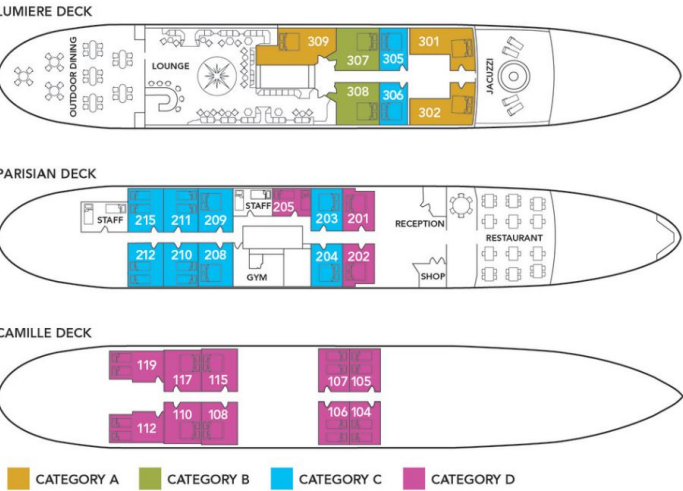 LUMIERE DECK
OUTDOOR DINING
LOUNGE
309
307
305
301
308
306
302
JACUZZI
PARISIAN DECK
STAFF
215
211
209
STAFF
205
203
201
RECEPTION
RESTAURANT
212
210
208
GYM
204
202
SHOP
CAMILLE DECK
119
117
115
107
105
112
110
108
106
104
CATEGORY A
CATEGORY B
CATEGORY C
CATEGORY D